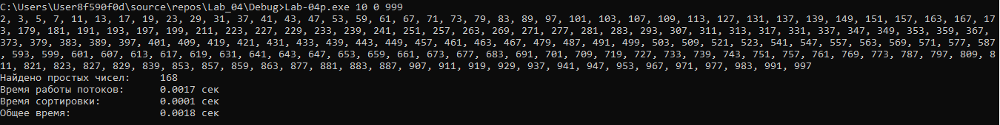 C:\Users\User8f590f0d\source\repos\Lab_04\Debug>Lab-04p.exe 10 0 999
2, 3, 5, 7, 11, 13, 17, 19, 23, 29, 31, 37, 41, 43, 47, 53, 59, 61, 67, 71, 73, 79, 83, 89, 97, 101, 103, 107, 109, 113, 127, 131, 137, 139, 149, 151, 157, 163, 167, 17
3, 179, 181, 191, 193, 197, 199, 211, 223, 227, 229, 233, 239, 241, 251, 257, 263, 269, 271, 277, 281, 283, 293, 307, 311, 313, 317, 331, 337, 347, 349, 353, 359, 367,
373, 379, 383, 389, 397, 401, 409, 419, 421, 431, 433, 439, 443, 449, 457, 461, 463, 467, 479, 487, 491, 499, 503, 509, 521, 523, 541, 547, 557, 563, 569, 571, 577, 587
, 593, 599, 601, 607, 613, 617, 619, 631, 641, 643, 647, 653, 659, 661, 673, 677, 683, 691, 701, 709, 719, 727, 733, 739, 743, 751, 757, 761, 769, 773, 787, 797, 809, 8
11, 821, 823, 827, 829, 839, 853, 857, 859, 863, 877, 881, 883, 887, 907, 911, 919, 929, 937, 941, 947, 953, 967, 971, 977, 983, 991, 997
Найдено простых чисел: 168
Время работы потоков: 0.0017 сек
Время сортировки: 0.0001 сек
Общее время: 0.0018 сек